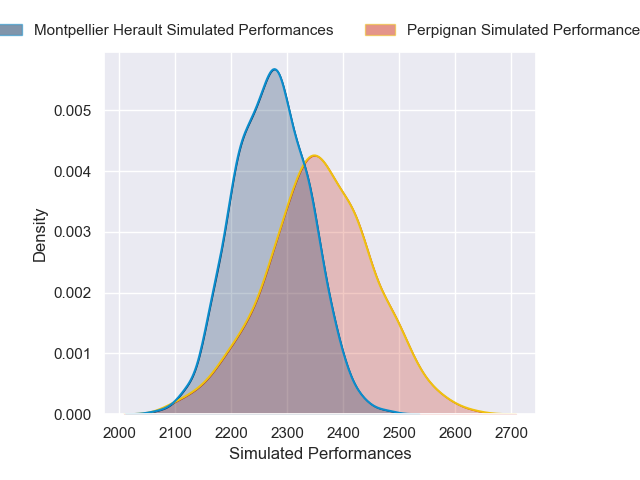 Montpellier Herault Simulated Performances
Perpignan Simulated Performance
0.005
0.004
0.003
0.002
0.001
0.000
Density
2000 2100 2200 2300 2400 2500 2600 2700
Simulated Performances